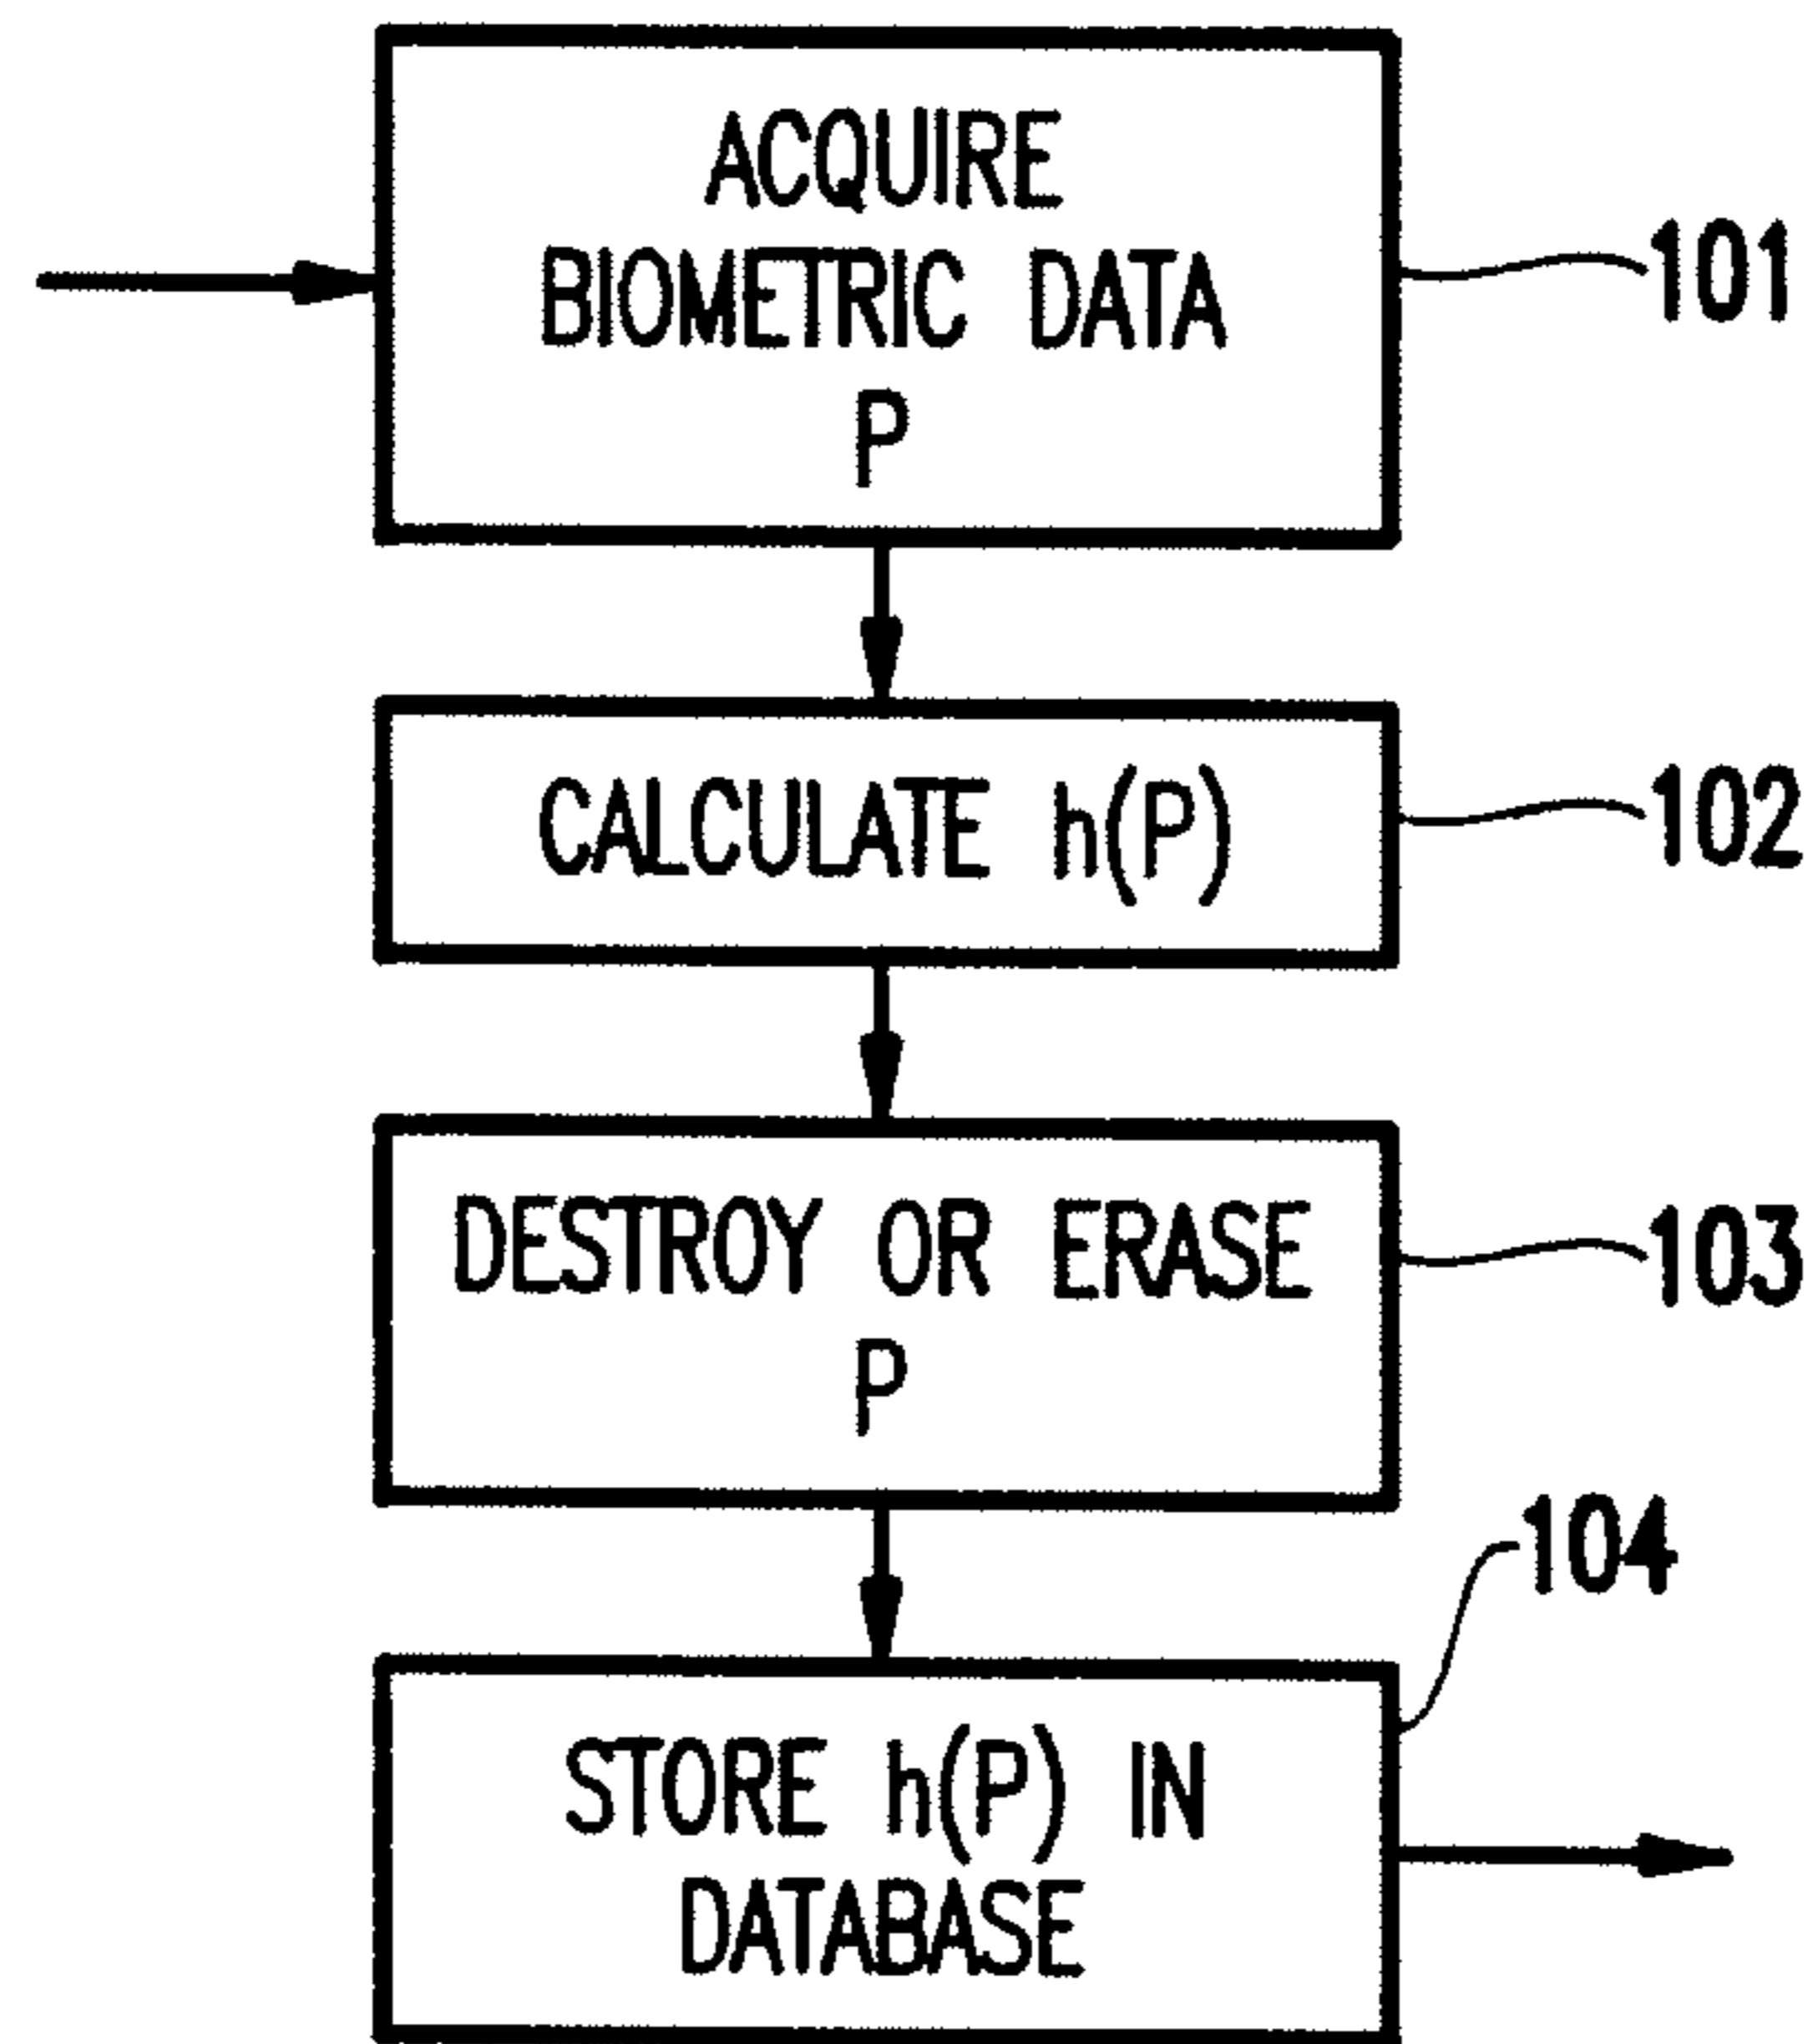 ACQUIRE
BIOMETRIC DATA
P
101
CALCULATE h(P)
102
DESTROY OR ERASE
P
103
104
STORE h(P) IN
DATABASE